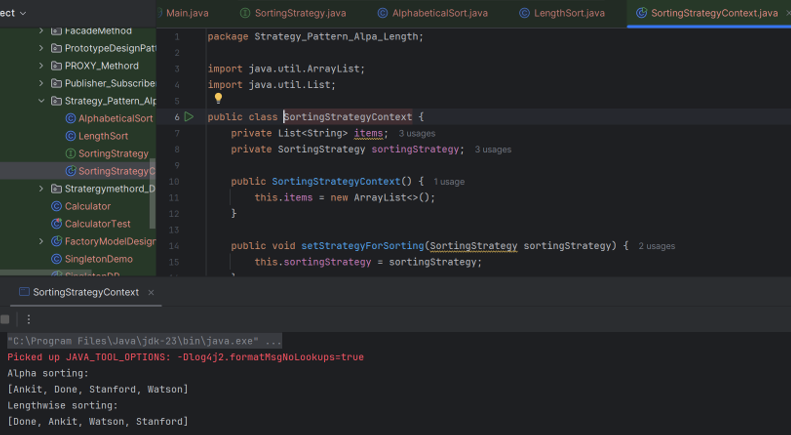 ect
Main.java
SortingStrategy.java
AlphabeticalSort.java
LengthSort.java
SortingStrategyContext.java
FacadeMethod
PrototypeDesignPat
PROXY_Methord
Publisher_Subscribe
Strategy_Pattern_Alp
AlphabeticalSort
LengthSort
SortingStrategy
SortingStrategyC
Stratergymethord_D
Calculator
CalculatorTest
FactoryModelDesign
SingletonDemo
1 package Strategy_Pattern_Alpa_Length;
2
3 import java.util.ArrayList;
4 import java.util.List;
5
6 public class SortingStrategyContext {
7 private List<String> items; 3 usages
8 private SortingStrategy sortingStrategy; 3 usages
9
10 public SortingStrategyContext() { 1 usage
11 this.items = new ArrayList<>();
12 }
13
14 public void setStrategyForSorting(SortingStrategy sortingStrategy) { 2 usages
15 this.sortingStrategy = sortingStrategy;
SortingStrategyContext
"C:\Program Files\Java\jdk-23\bin\java.exe" ...
Picked up JAVA_TOOL_OPTIONS: -Dlog4j2.formatMsgNoLookups=true
Alpha sorting:
[Ankit, Done, Stanford, Watson]
Lengthwise sorting:
[Done, Ankit, Watson, Stanford]